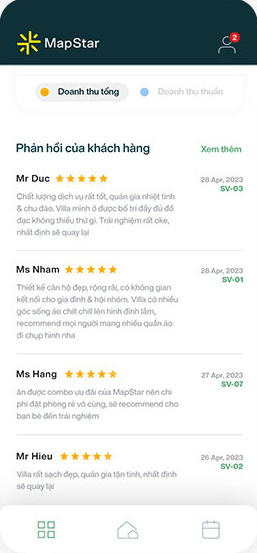 MapStar
2
Doanh thu tổng
Doanh thu thuần
Phản hồi của khách hàng
Xem thêm
Mr Duc
28 Apr, 2023
SV-03
Chất lượng dịch vụ rất tốt, quản gia nhiệt tình
& chu đáo. Villa mình ở được bố trí đầy đủ đồ
đạc không thiếu thứ gì. Trải nghiệm rất oke,
nhất định sẽ quay lại
Ms Nham
28 Apr, 2023
SV-01
Thiết kế căn hộ đẹp, rộng rãi, có không gian
kết nối cho gia đình & hội nhóm. Villa có nhiều
góc sống ảo chill chill lên hình đỉnh lắm,
recommend mọi người mang nhiều quần áo
đi chụp hình nha
Ms Hang
27 Apr, 2023
SV-07
ăn được combo ưu đãi của MapStar nên chi
phí đặt phòng rẻ vô cùng, sẽ recommend cho
bạn bè đến trải nghiệm
Mr Hieu
26 Apr, 2023
SV-02
Villa rất sạch đẹp, quản gia tận tình, nhất định
sẽ quay lại